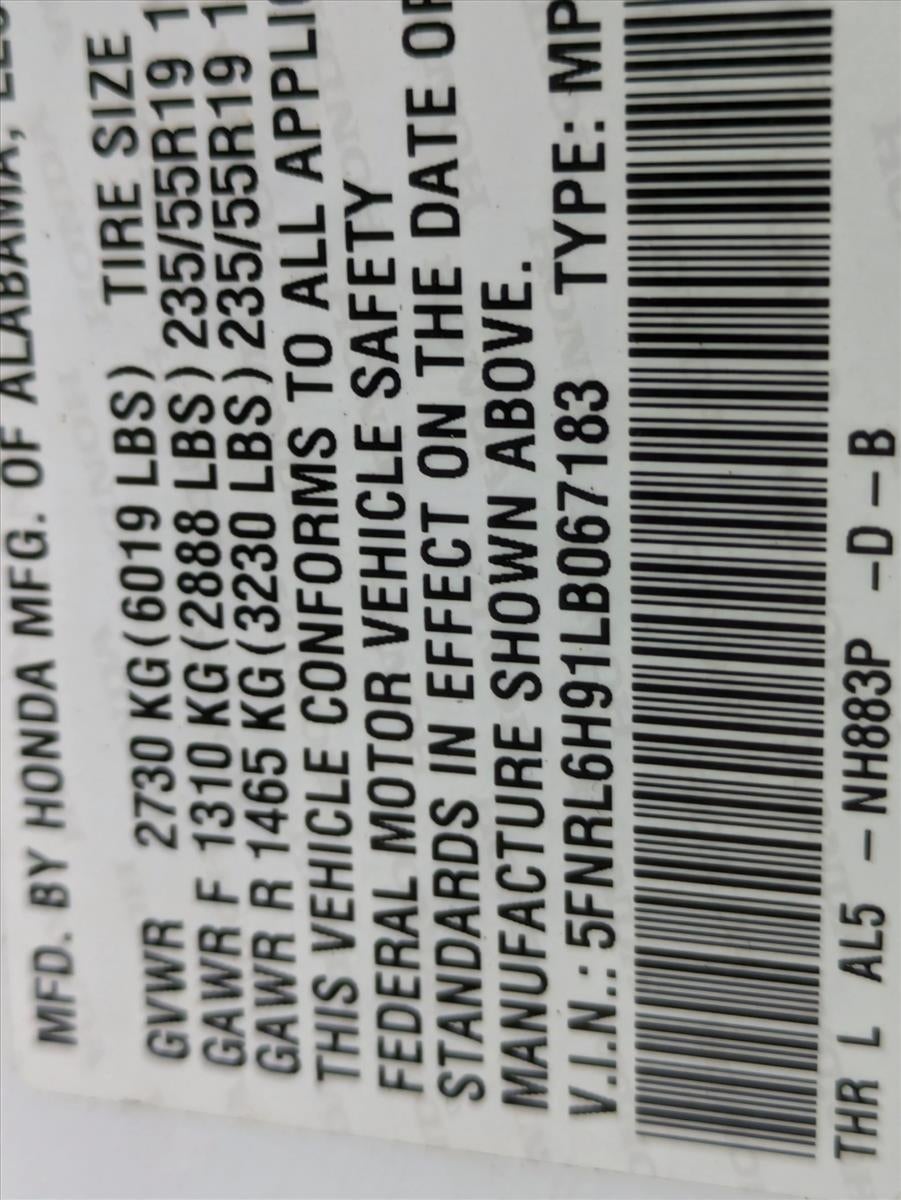 MFD. BY HONDA MFG. OF ALABAMA,
TIRE SIZE
GVWR 2730 KG(6019 LBS)
GAWR F 1310 KG(2888 LBS) 235/55R19 1
GAWR R 1465 KG(3230 LBS) 235/55R19 1
THIS VEHICLE CONFORMS TO ALL APPLI
FEDERAL MOTOR VEHICLE SAFETY
STANDARDS IN EFFECT ON THE DATE OF
MANUFACTURE SHOWN ABOVE.
V.I.N.: 5FNRL6H91LB067183 TYPE: MP
THR L AL5 -NH883P -D-B